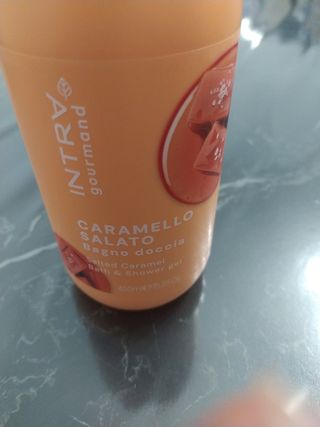 INTRA
gourmand
CARAMELLO
SALATO
Bagno doccia
Salted Caramel
Bath & Shower gel